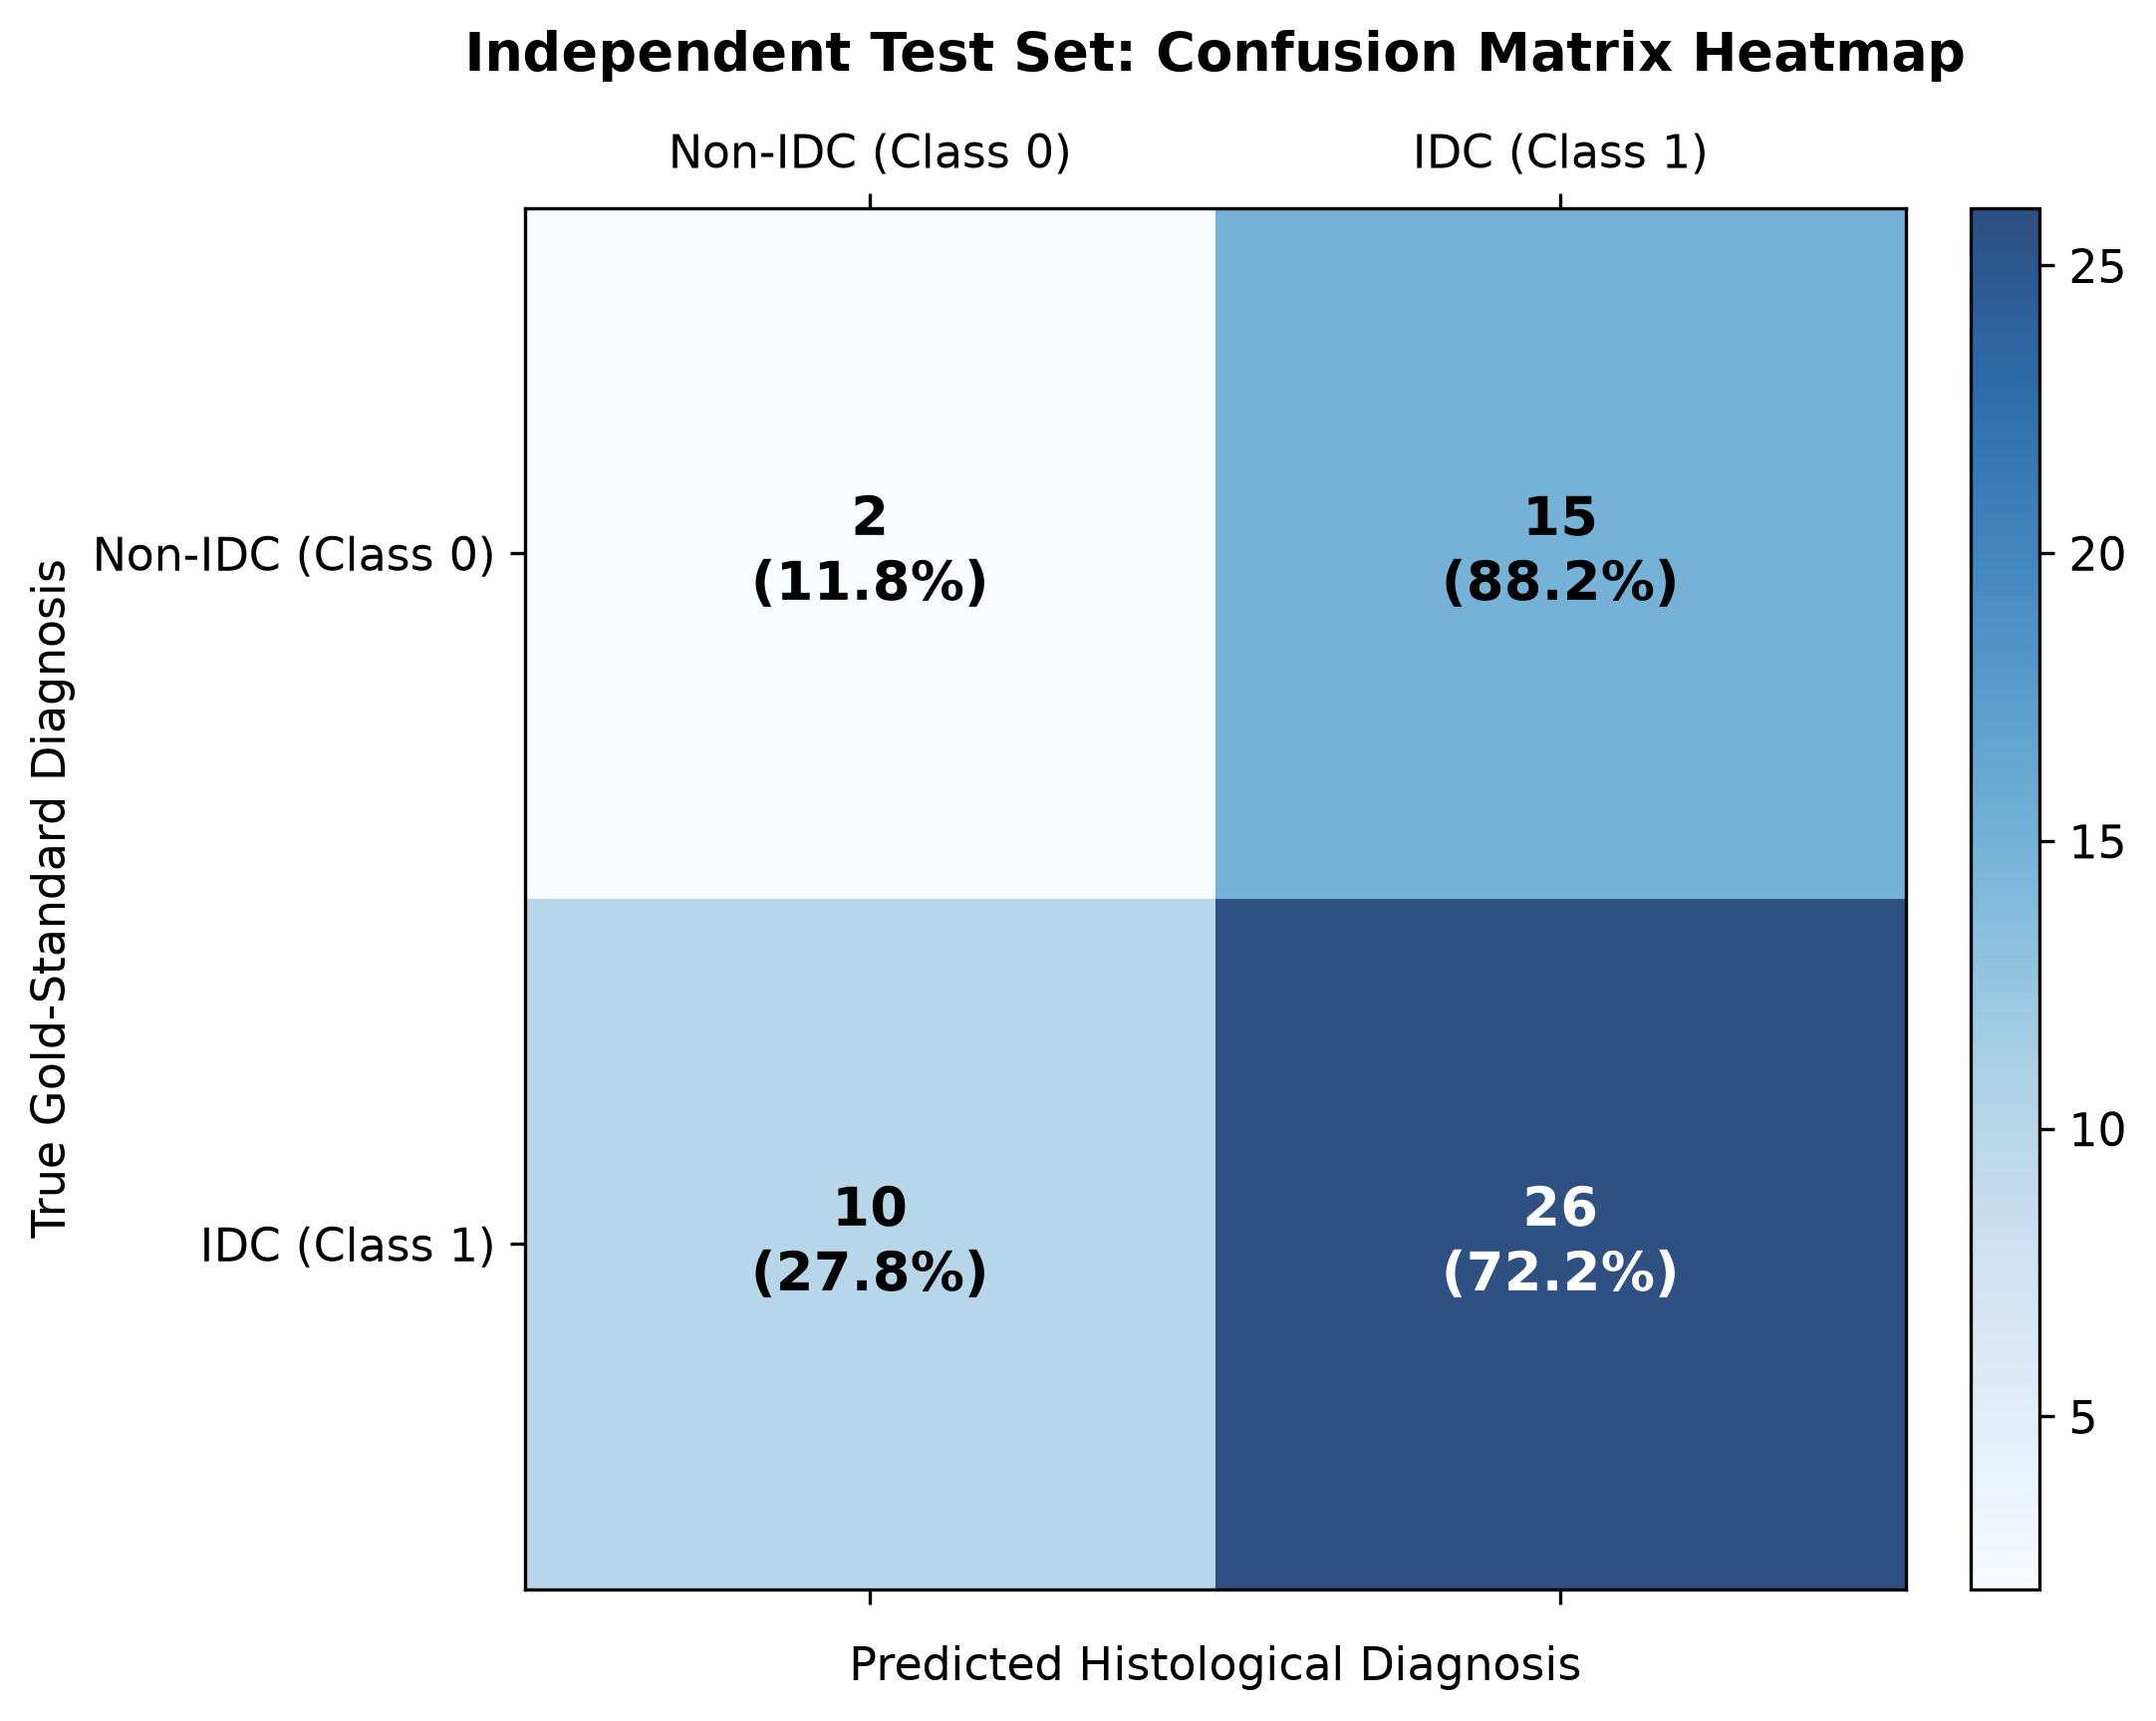 Independent Test Set: Confusion Matrix Heatmap
Non-IDC (Class 0)
IDC (Class 1)
True Gold-Standard Diagnosis
Non-IDC (Class 0)
2
(11.8%)
15
(88.2%)
IDC (Class 1)
10
(27.8%)
26
(72.2%)
25
20
15
10
5
Predicted Histological Diagnosis